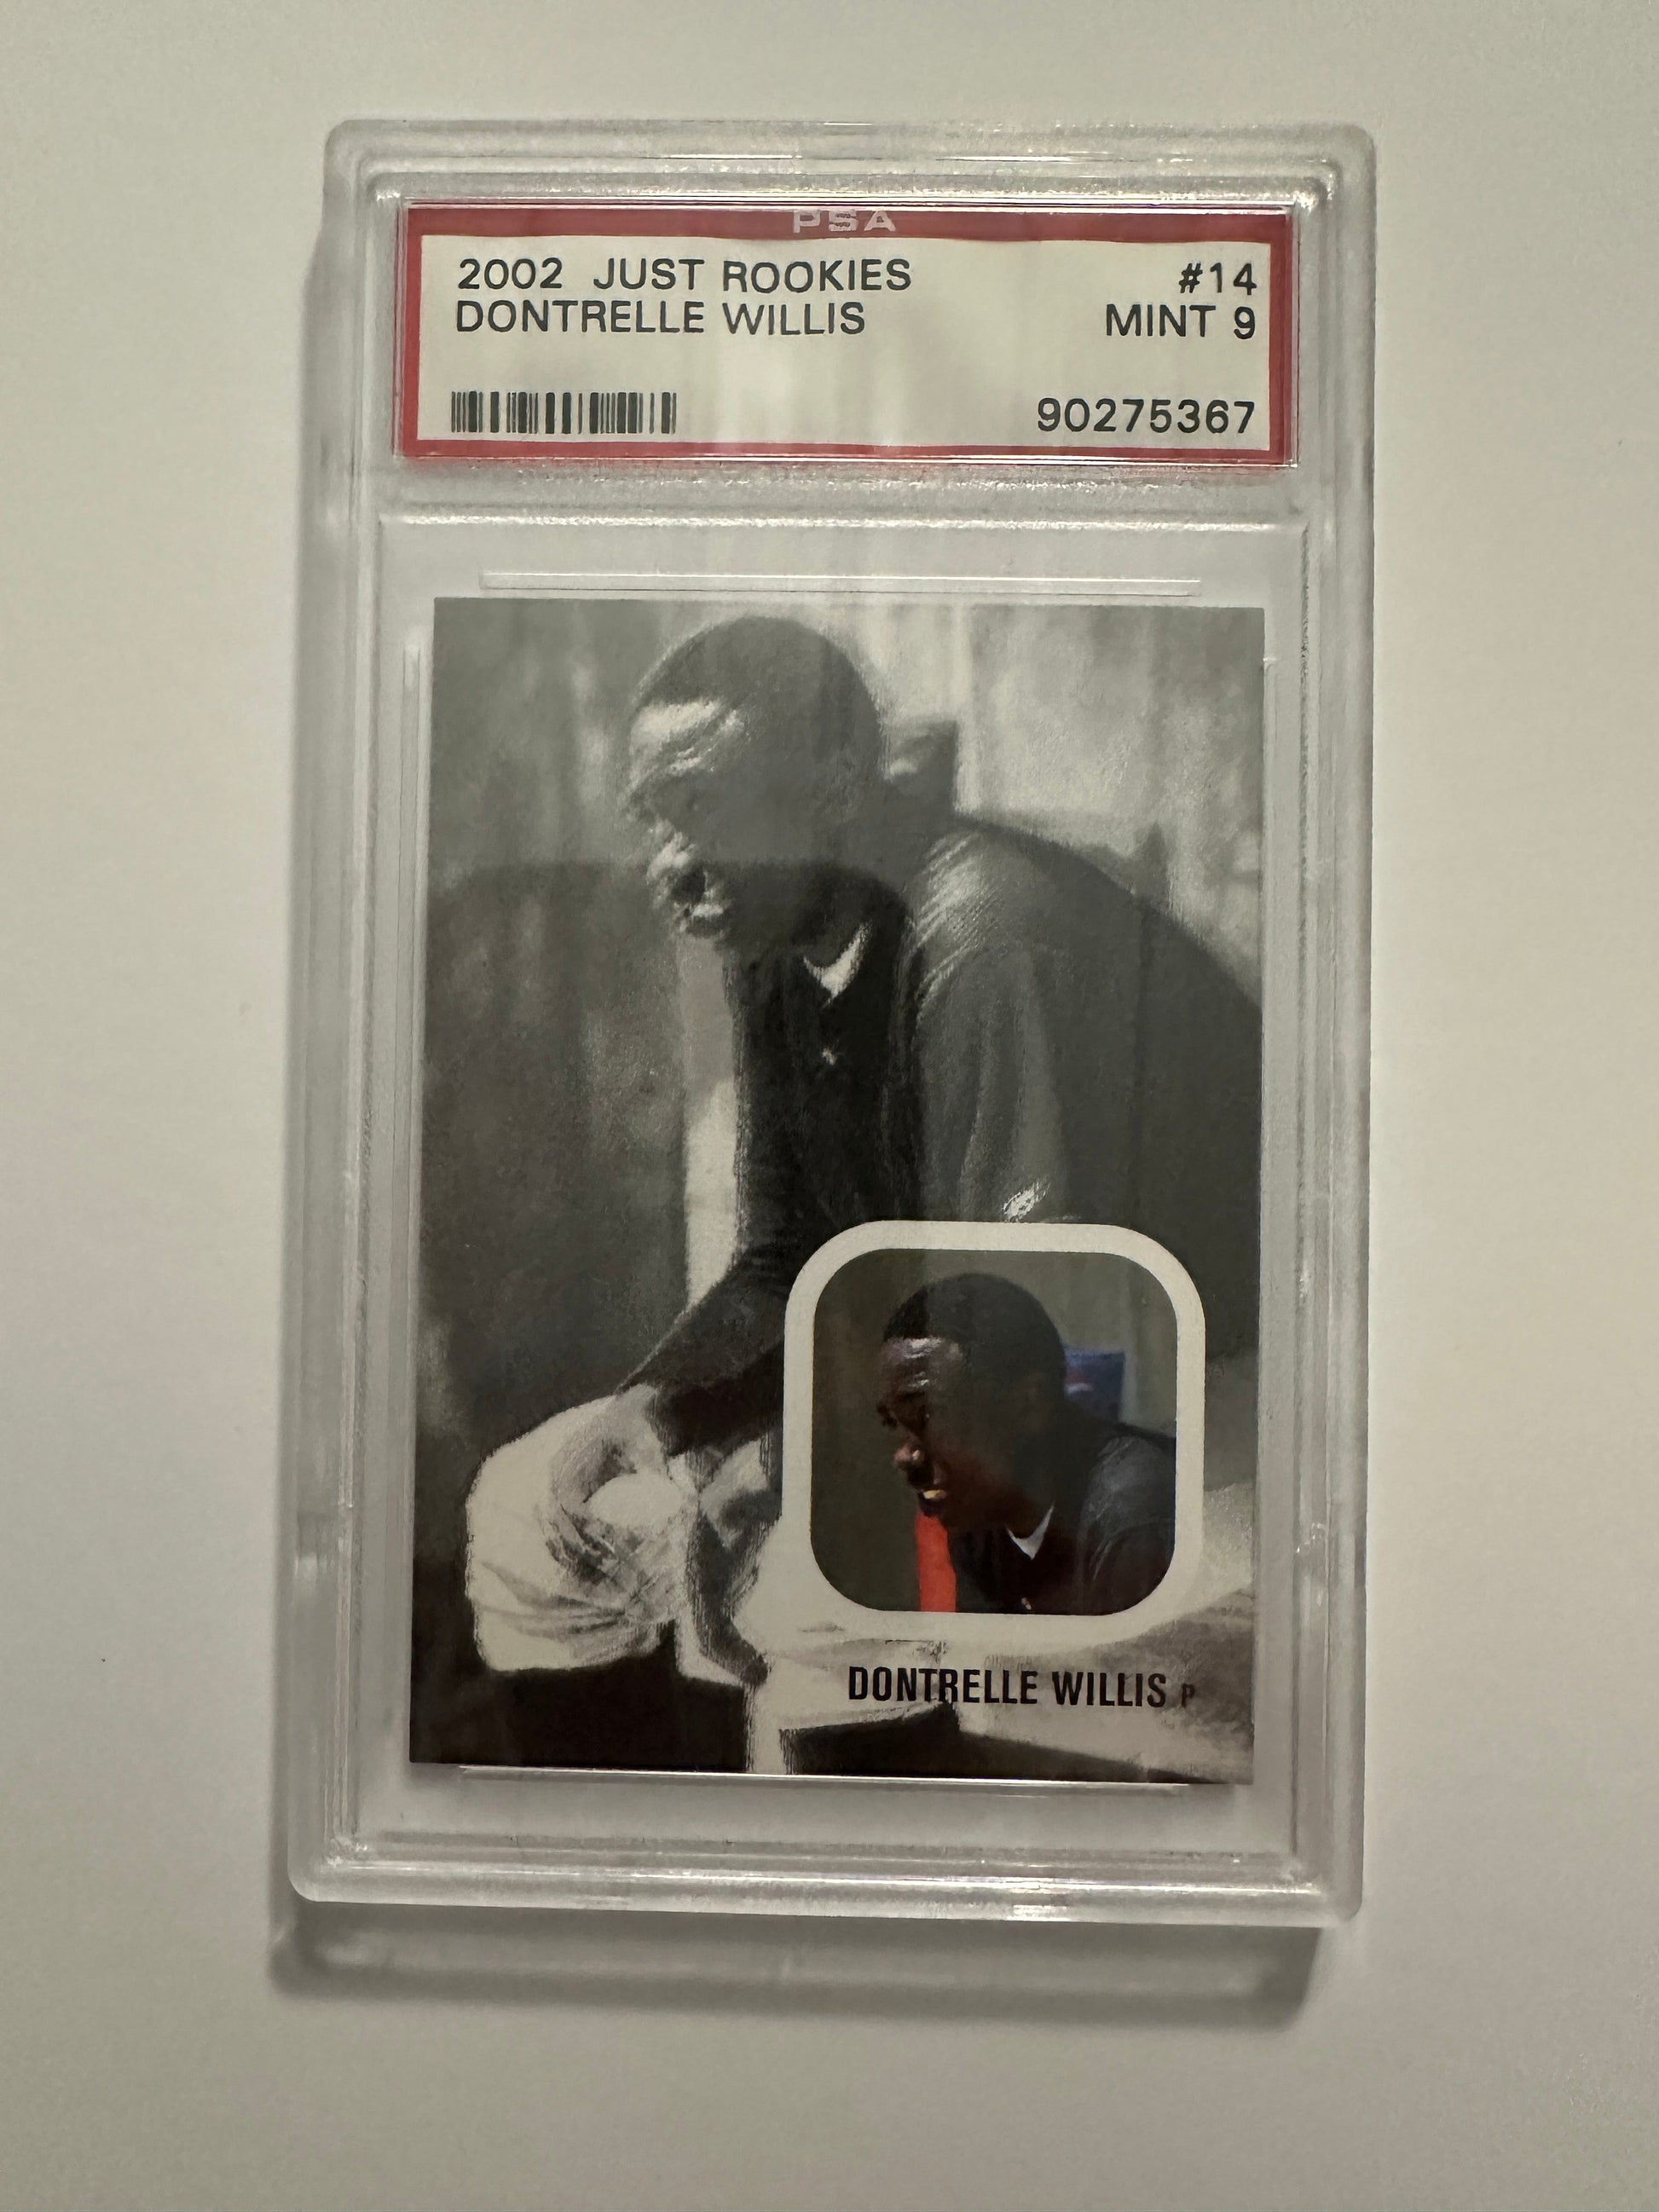 PSA
2002 JUST ROOKIES #14
DONTRELLE WILLIS MINT 9
90275367
DONTRELLE WILLIS P